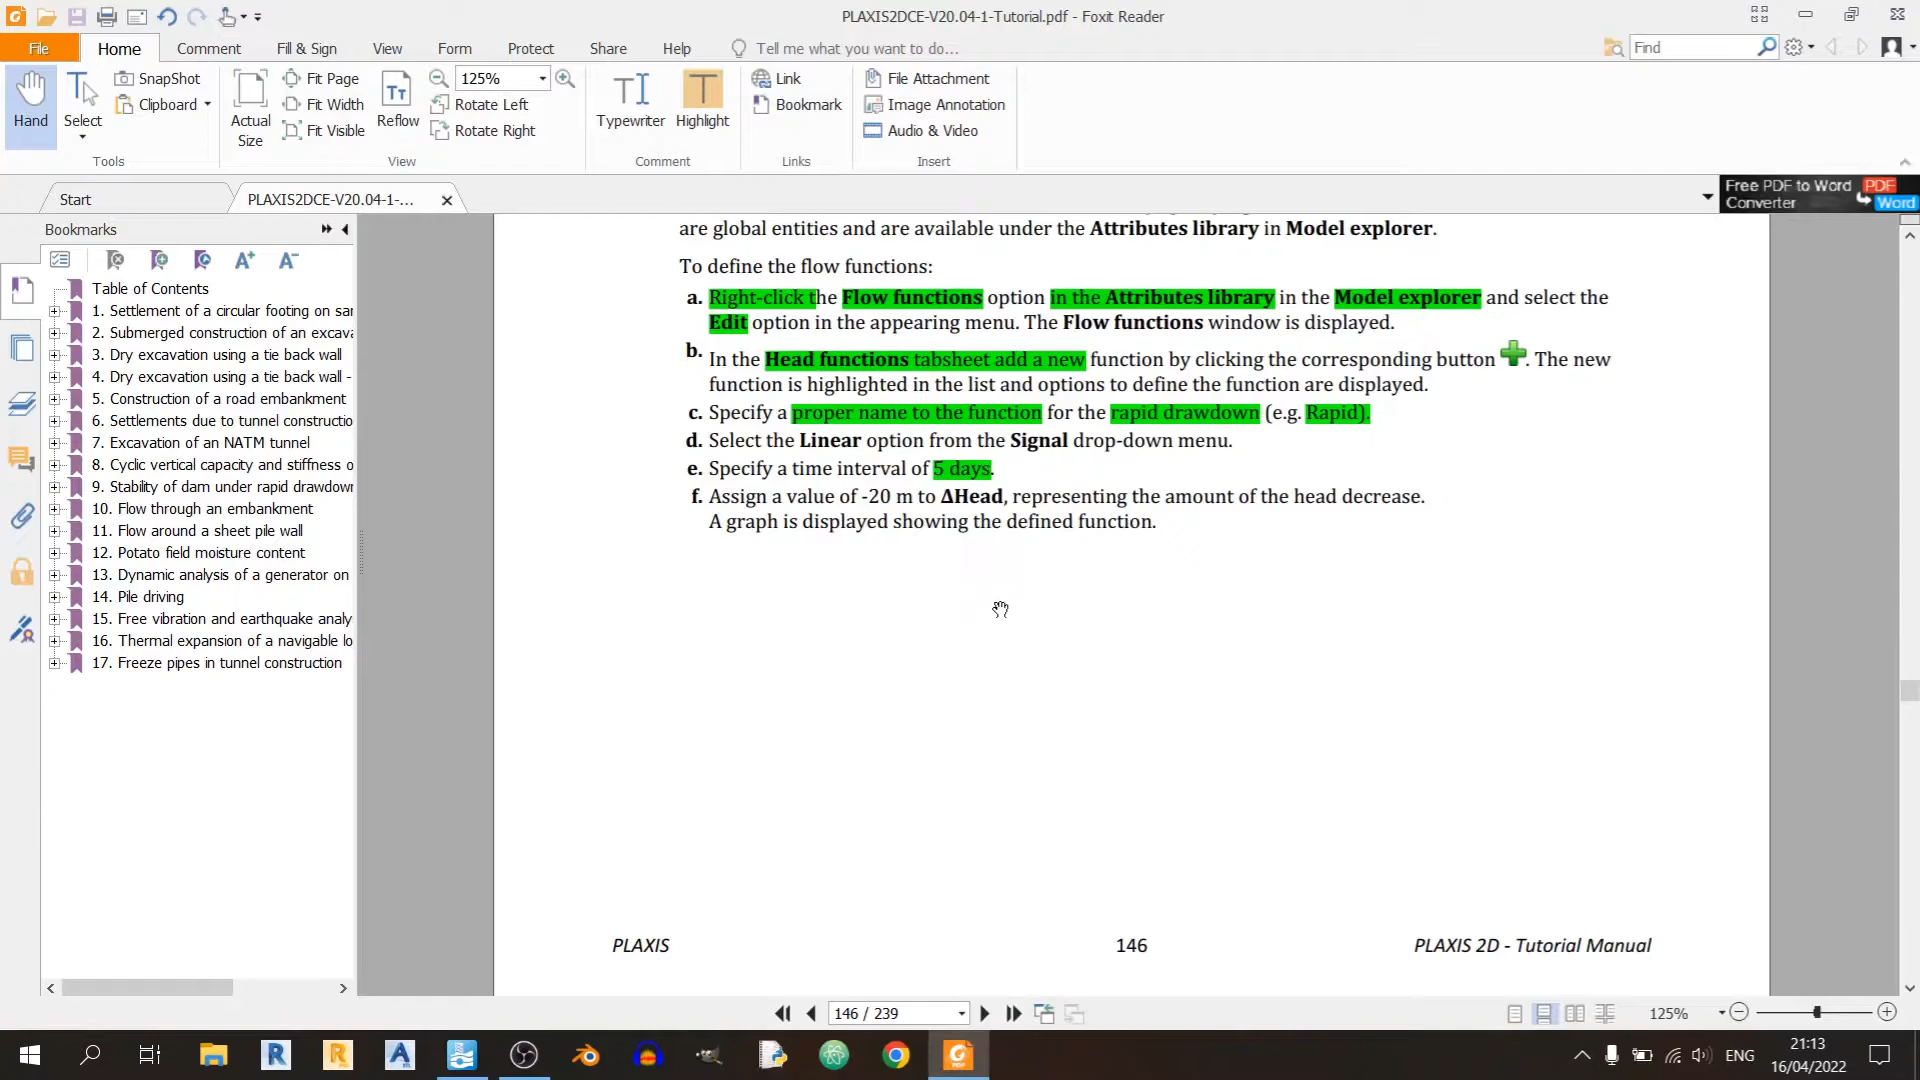 PLAXIS2DCE-V20.04-1-Tutorial.pdf - Foxit Reader
File
Home
Comment
Fill & Sign
View
Form
Protect
Share
Help
Tell me what you want to do...
Find
Hand
Select
SnapShot
Clipboard
Tools
Actual
Size
Fit Page
Fit Width
Fit Visible
Reflow
125%
Rotate Left
Rotate Right
View
Typewriter
Highlight
Comment
Link
Bookmark
Links
File Attachment
Image Annotation
Audio & Video
Insert
Start
PLAXIS2DCE-V20.04-1-...
Free PDF to Word
Converter
PDF
Word
Bookmarks
Table of Contents
1. Settlement of a circular footing on sar
2. Submerged construction of an excava
3. Dry excavation using a tie back wall
4. Dry excavation using a tie back wall -
5. Construction of a road embankment
6. Settlements due to tunnel constructio
7. Excavation of an NATM tunnel
8. Cyclic vertical capacity and stiffness o
9. Stability of dam under rapid drawdown
10. Flow through an embankment
11. Flow around a sheet pile wall
12. Potato field moisture content
13. Dynamic analysis of a generator on
14. Pile driving
15. Free vibration and earthquake analy
16. Thermal expansion of a navigable lo
17. Freeze pipes in tunnel construction
are global entities and are available under the Attributes library in Model explorer.
To define the flow functions:
a. Right-click the Flow functions option in the Attributes library in the Model explorer and select the
Edit option in the appearing menu. The Flow functions window is displayed.
b. In the Head functions tabsheet add a new function by clicking the corresponding button . The new
function is highlighted in the list and options to define the function are displayed.
c. Specify a proper name to the function for the rapid drawdown (e.g. Rapid).
d. Select the Linear option from the Signal drop-down menu.
e. Specify a time interval of 5 days.
f. Assign a value of -20 m to ΔHead, representing the amount of the head decrease.
A graph is displayed showing the defined function.
PLAXIS
146
PLAXIS 2D - Tutorial Manual
146 / 239
125%
ENG
21:13
16/04/2022